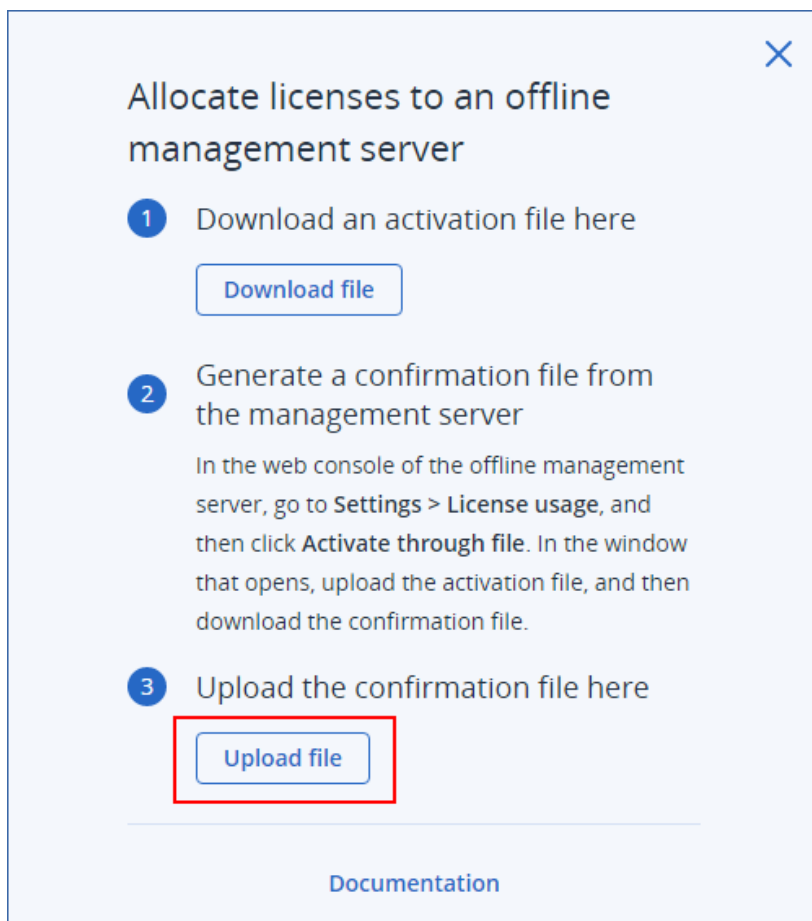 Allocate licenses to an offline
management server
1 Download an activation file here
Download file
2 Generate a confirmation file from
the management server
In the web console of the offline management
server, go to Settings > License usage, and
then click Activate through file. In the window
that opens, upload the activation file, and then
download the confirmation file.
3 Upload the confirmation file here
Upload file
Documentation